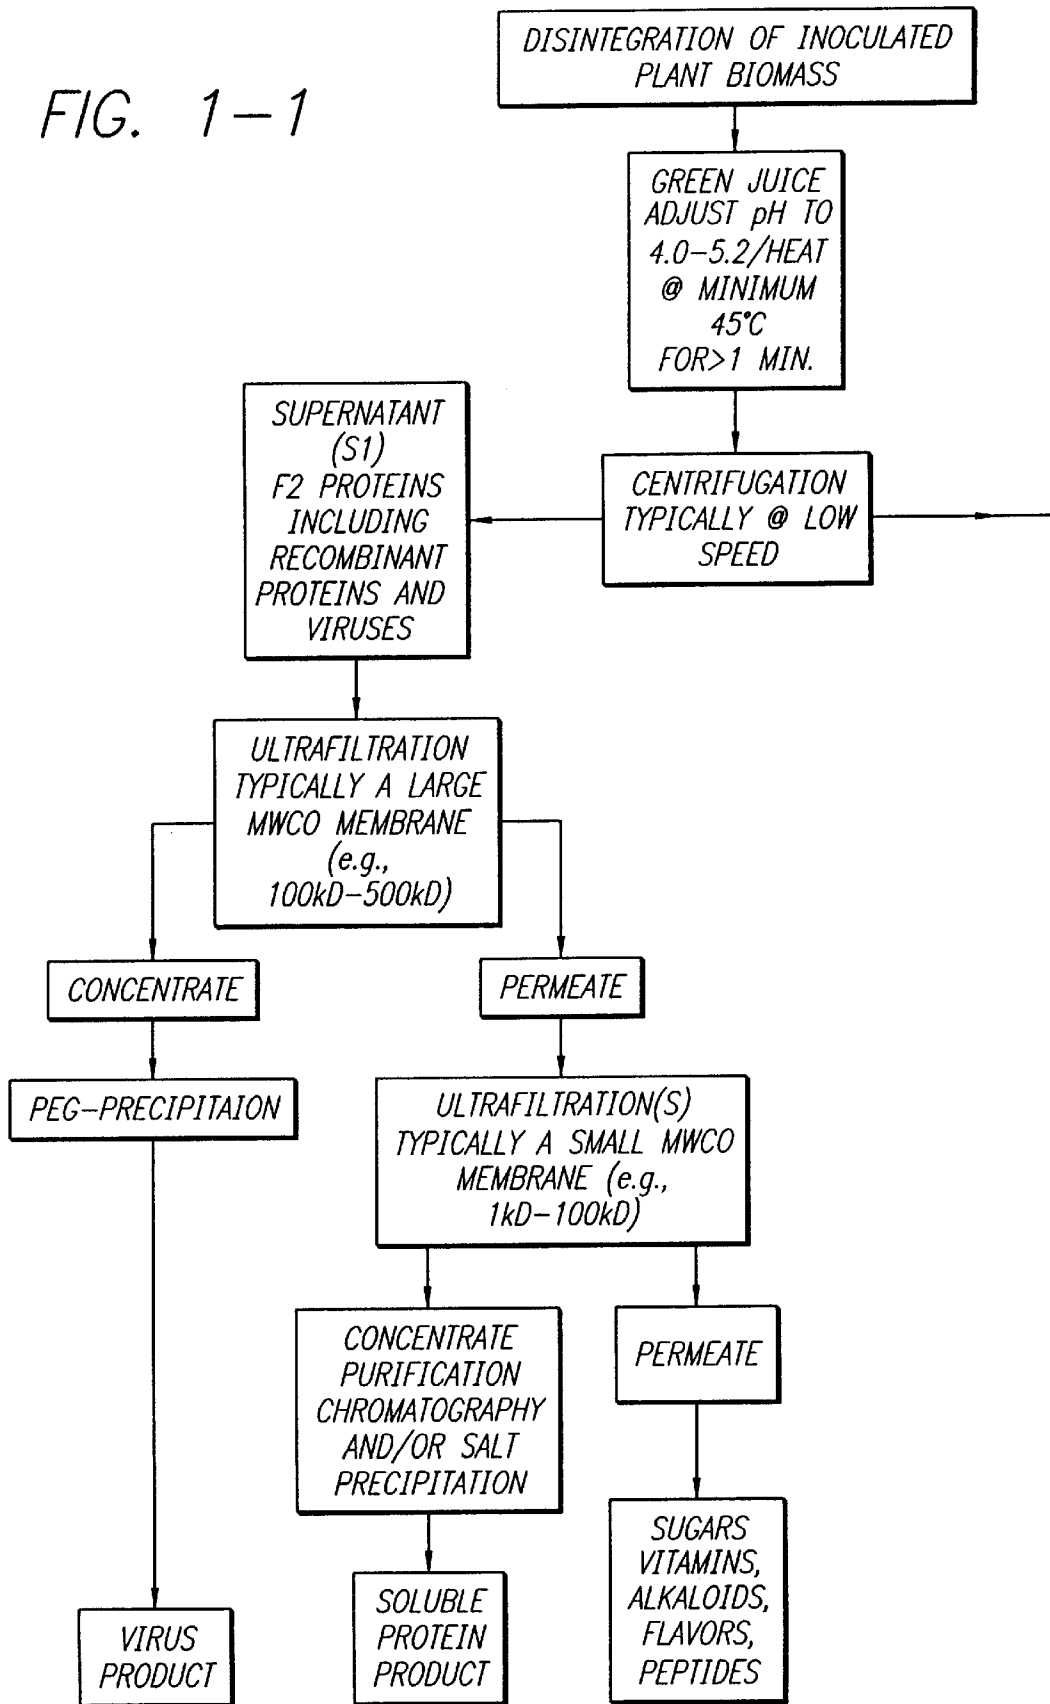 FIG. 1-1
DISINTEGRATION OF INOCULATED
PLANT BIOMASS
GREEN JUICE
ADJUST pH TO
4.0-5.2/HEAT
@ MINIMUM
45°C
FOR>1 MIN.
CENTRIFUGATION
TYPICALLY @ LOW
SPEED
SUPERNATANT
(S1)
F2 PROTEINS
INCLUDING
RECOMBINANT
PROTEINS AND
VIRUSES
ULTRAFILTRATION
TYPICALLY A LARGE
MWCO MEMBRANE
(e.g.,
100kD-500kD)
CONCENTRATE
PERMEATE
PEG-PRECIPITAION
ULTRAFILTRATION(S)
TYPICALLY A SMALL MWCO
MEMBRANE (e.g.,
1kD-100kD)
CONCENTRATE
PURIFICATION
CHROMATOGRAPHY
AND/OR SALT
PRECIPITATION
PERMEATE
VIRUS
PRODUCT
SOLUBLE
PROTEIN
PRODUCT
SUGARS
VITAMINS,
ALKALOIDS,
FLAVORS,
PEPTIDES